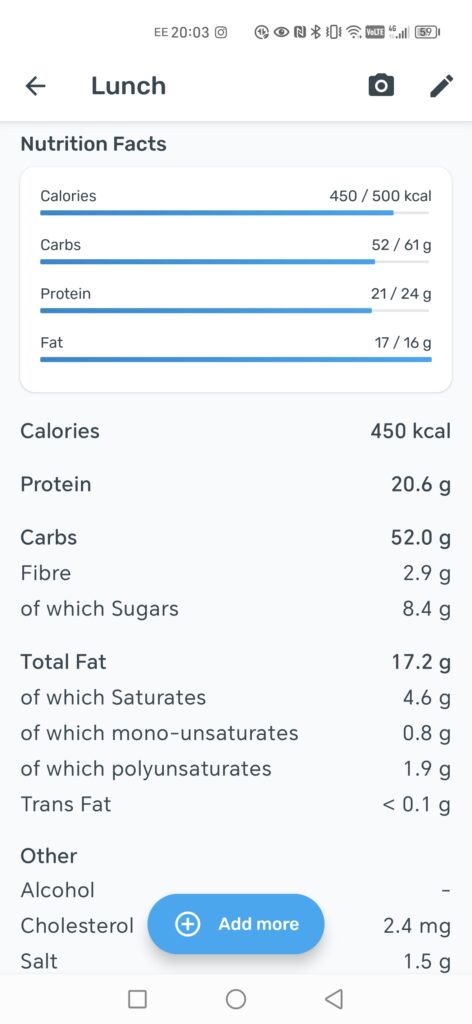 EE 20:03 VoLTE 4G 59
Lunch
Nutrition Facts
Calories 450 / 500 kcal
Carbs 52 / 61 g
Protein 21 / 24 g
Fat 17 / 16 g
Calories 450 kcal
Protein 20.6 g
Carbs 52.0 g
Fibre 2.9 g
of which Sugars 8.4 g
Total Fat 17.2 g
of which Saturates 4.6 g
of which mono-unsaturates 0.8 g
of which polyunsaturates 1.9 g
Trans Fat < 0.1 g
Other
Alcohol -
Cholesterol 2.4 mg
Add more
Salt 1.5 g